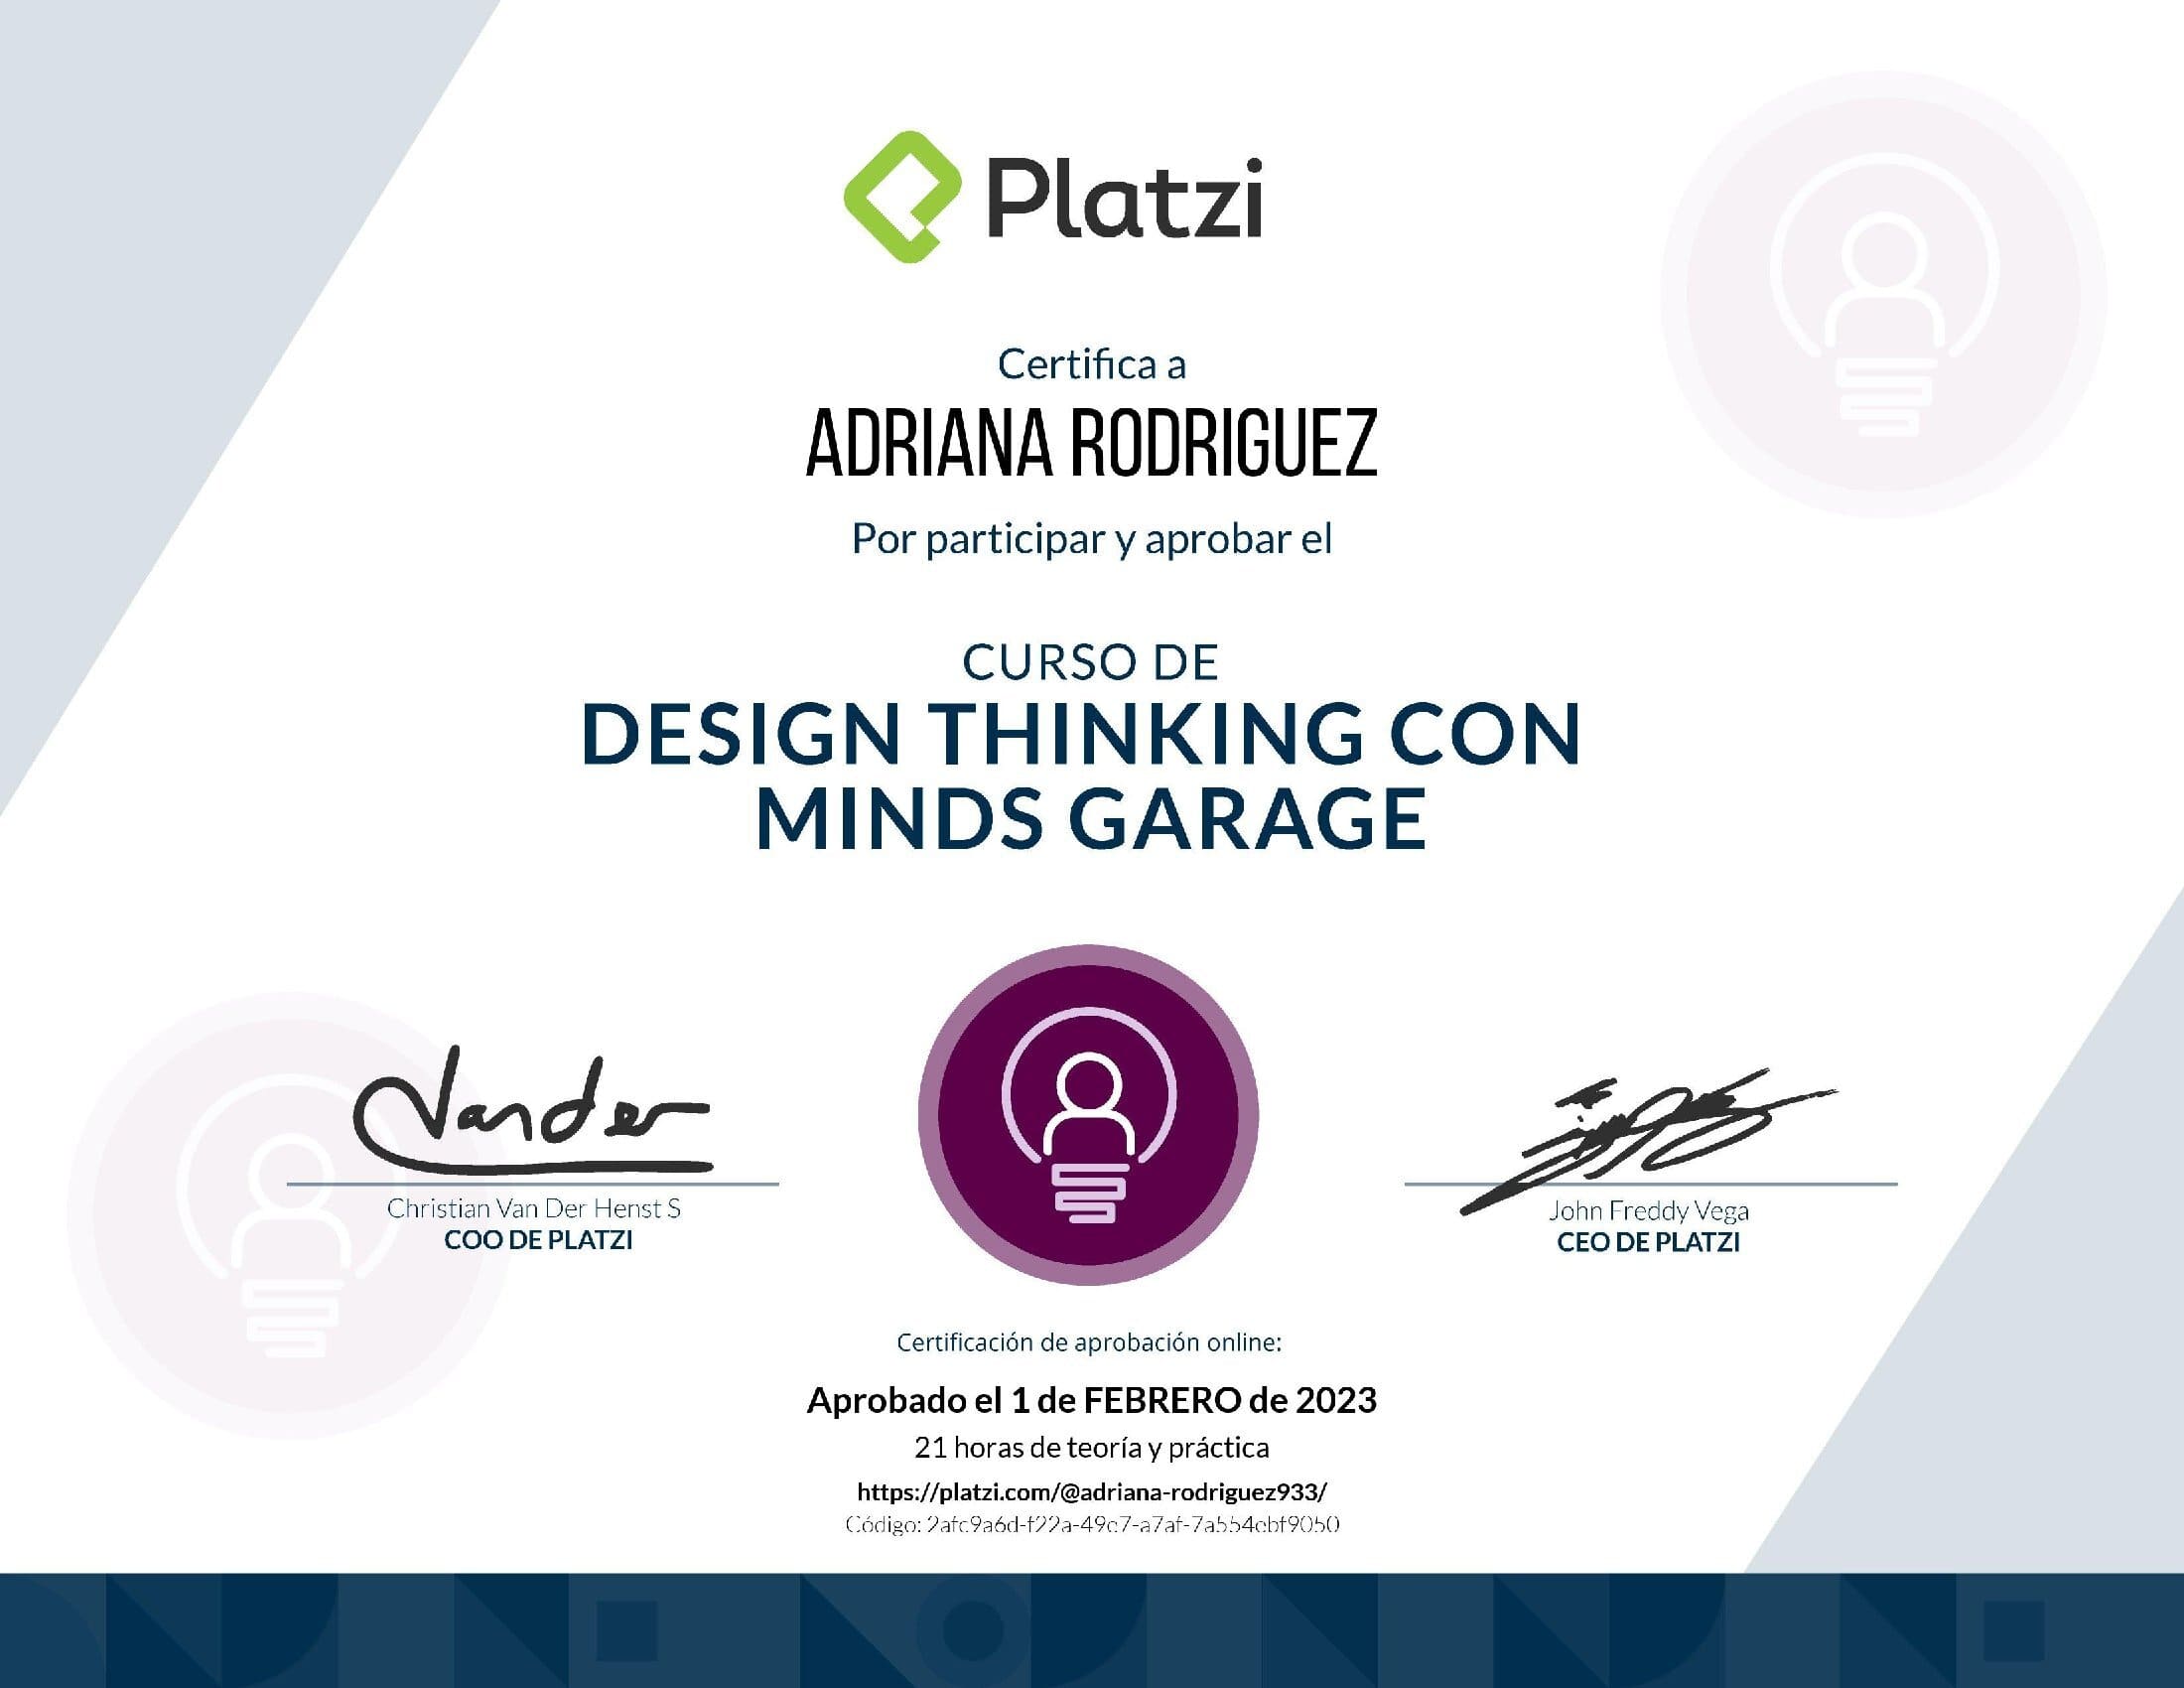 Platzi
Certifica a
ADRIANA RODRIGUEZ
Por participar y aprobar el
CURSO DE
DESIGN THINKING CON
MINDS GARAGE
Vander
Christian Van Der Henst S
COO DE PLATZI
John Freddy Vega
CEO DE PLATZI
Certificación de aprobación online:
Aprobado el 1 de FEBRERO de 2023
21 horas de teoría y práctica
https://platzi.com/@adriana-rodriguez933/
Código: 2afc9a6d-f22a-49c7-a7af-7a554ebf9050